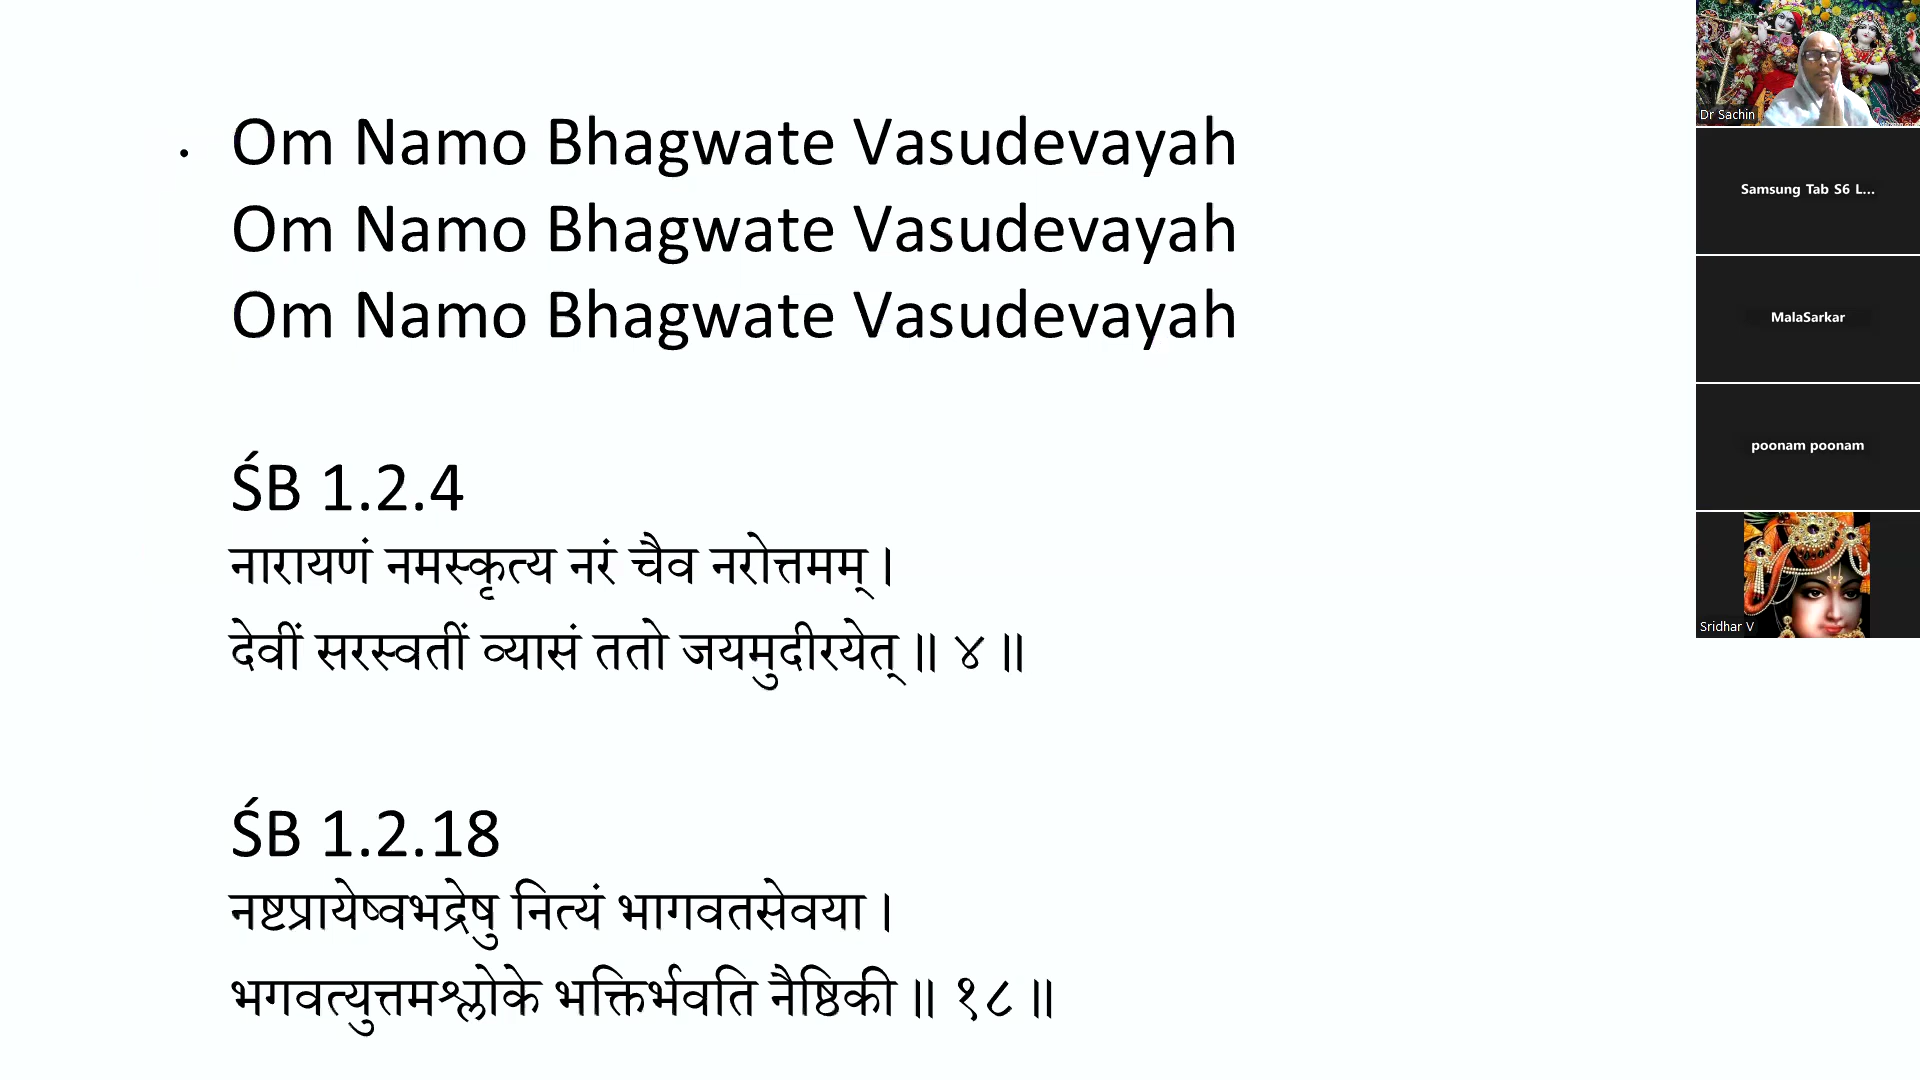 • Om Namo Bhagwate Vasudevayah
Om Namo Bhagwate Vasudevayah
Om Namo Bhagwate Vasudevayah
ŚB 1.2.4
नारायणं नमस्कृत्य नरं चैव नरोत्तमम् ।
देवीं सरस्वतीं व्यासं ततो जयमुदीरयेत् ॥ ४ ॥
ŚB 1.2.18
नष्टप्रायेष्वभद्रेषु नित्यं भागवतसेवया ।
भगवत्युत्तमश्लोके भक्तिर्भवति नैष्ठिकी ॥ १८ ॥
Dr Sachin
Samsung Tab S6 L...
MalaSarkar
poonam poonam
Sridhar V